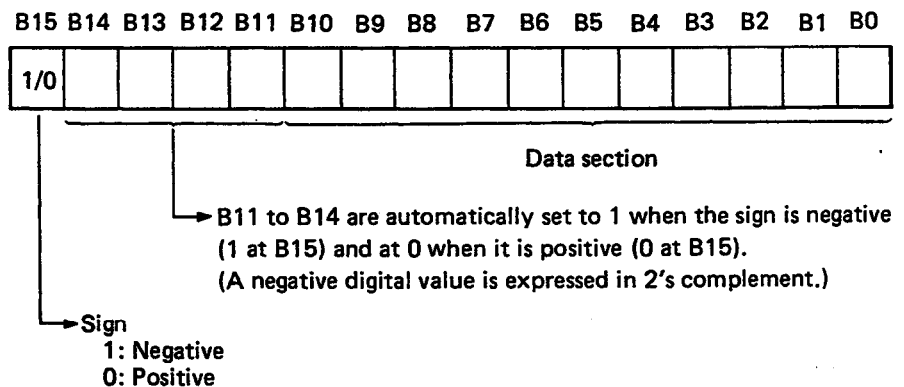 B15 B14 B13 B12 B11 B10 B9 B8 B7 B6 B5 B4 B3 B2 B1 B0
1/0
Data section
B11 to B14 are automatically set to 1 when the sign is negative
(1 at B15) and at 0 when it is positive (0 at B15).
(A negative digital value is expressed in 2's complement.)
Sign
1: Negative
0: Positive